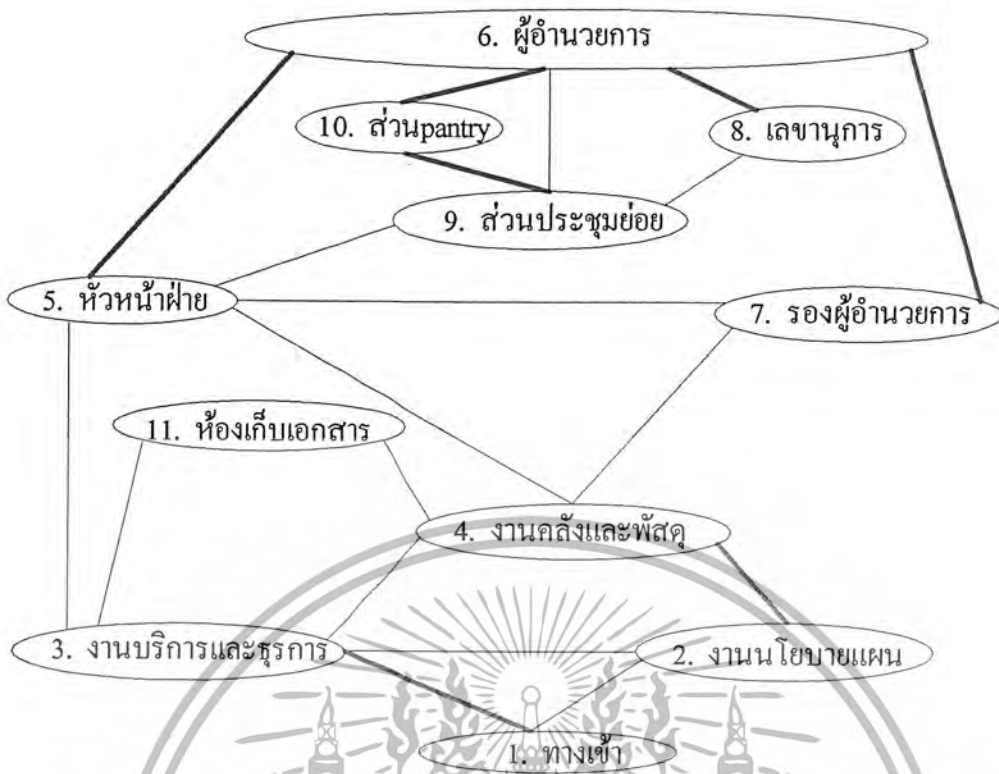 6. ผู้อำนวยการ
10. ส่วนpantry
8. เลขานุการ
9. ส่วนประชุมย่อย
5. หัวหน้าฝ่าย
7. รองผู้อำนวยการ
11. ห้องเก็บเอกสาร
4. งานคลังและพัสดุ
3. งานบริการและธุรการ
2. งานนโยบายแผน
1. ทางเข้า